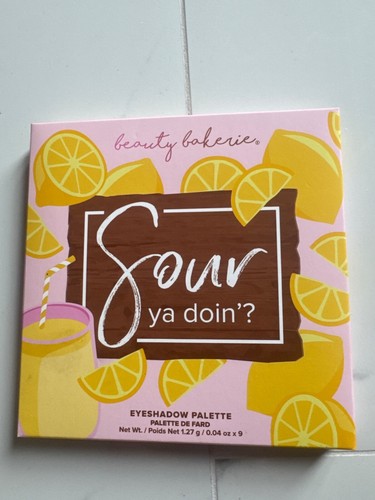 beauty bakerie®
Sour
ya doin'?
EYESHADOW PALETTE
PALETTE DE FARD
Net Wt. / Poids Net 1.27 g / 0.04 oz x 9